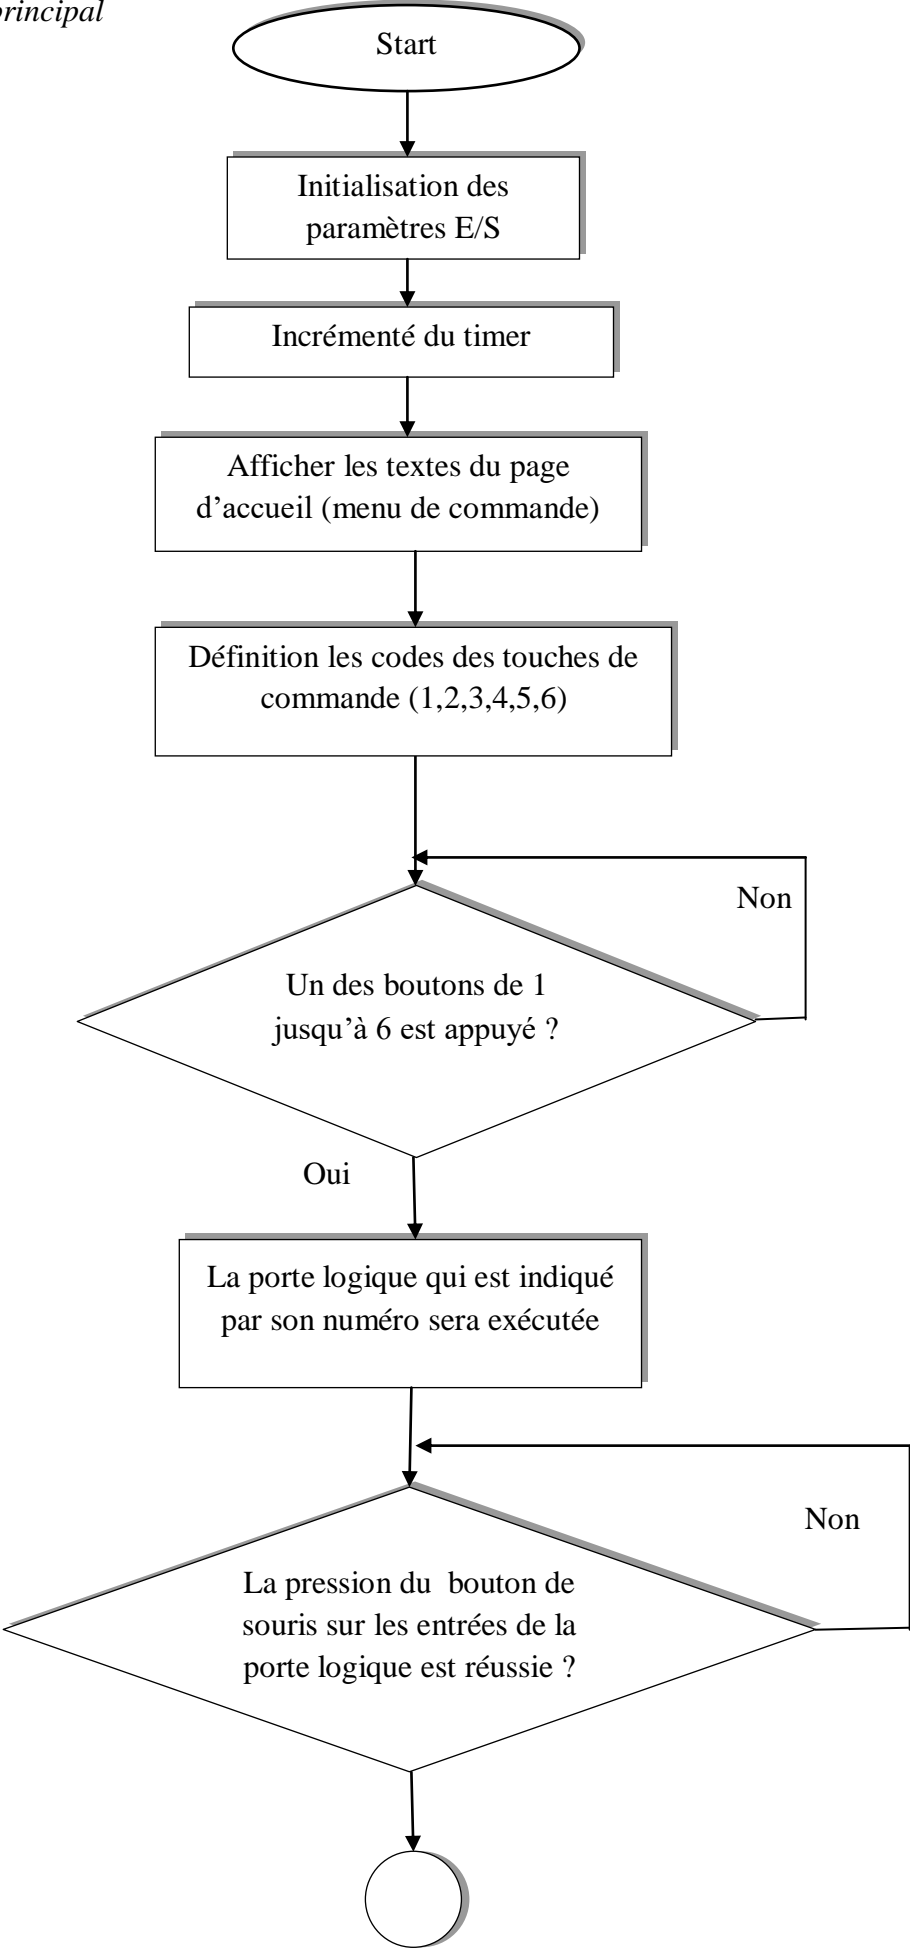 principal
Start
Initialisation des
paramètres E/S
Incrémenté du timer
Afficher les textes du page
d’accueil (menu de commande)
Définition les codes des touches de
commande (1,2,3,4,5,6)
Non
Un des boutons de 1
jusqu’à 6 est appuyé ?
Oui
La porte logique qui est indiqué
par son numéro sera exécutée
Non
La pression du bouton de
souris sur les entrées de la
porte logique est réussie ?